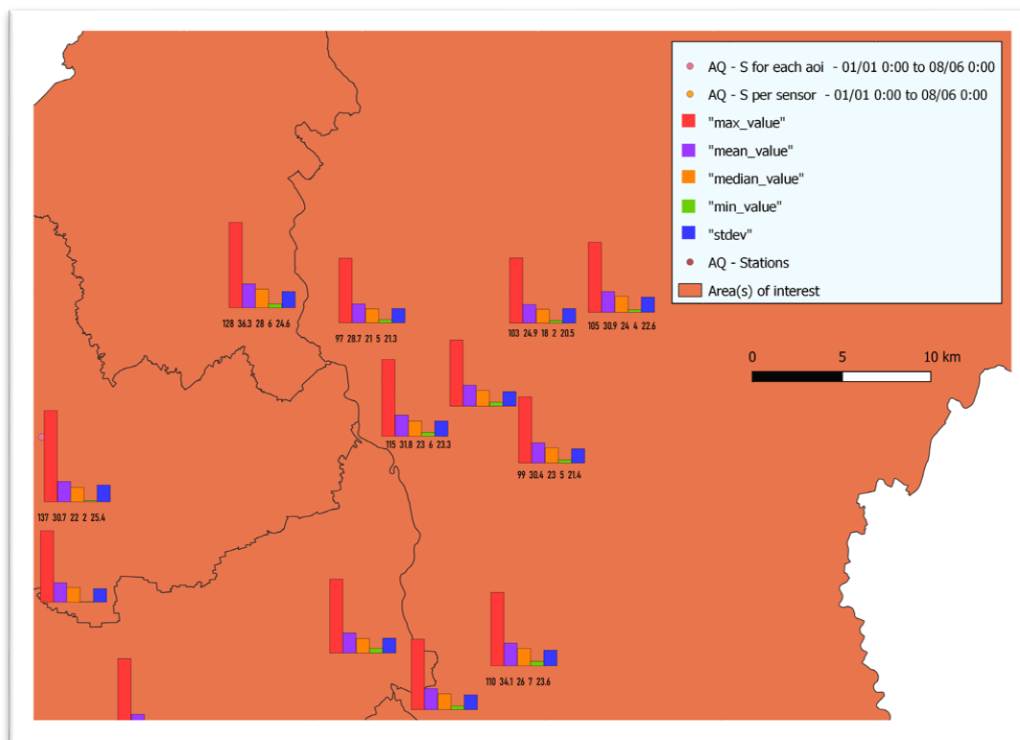 AQ - S for each aoi - 01/01 0:00 to 08/06 0:00
AQ - S per sensor - 01/01 0:00 to 08/06 0:00
"max_value"
"mean_value"
"median_value"
"min_value"
"stdev"
AQ - Stations
Area(s) of interest
128 36.3 28 6 24.6
97 28.7 21 5 21.3
103 24.9 18 2 20.5
105 30.9 24 4 22.6
0 5 10 km
115 31.8 23 6 23.3
99 30.4 23 5 21.4
137 30.7 22 2 25.4
110 34.1 26 7 23.6